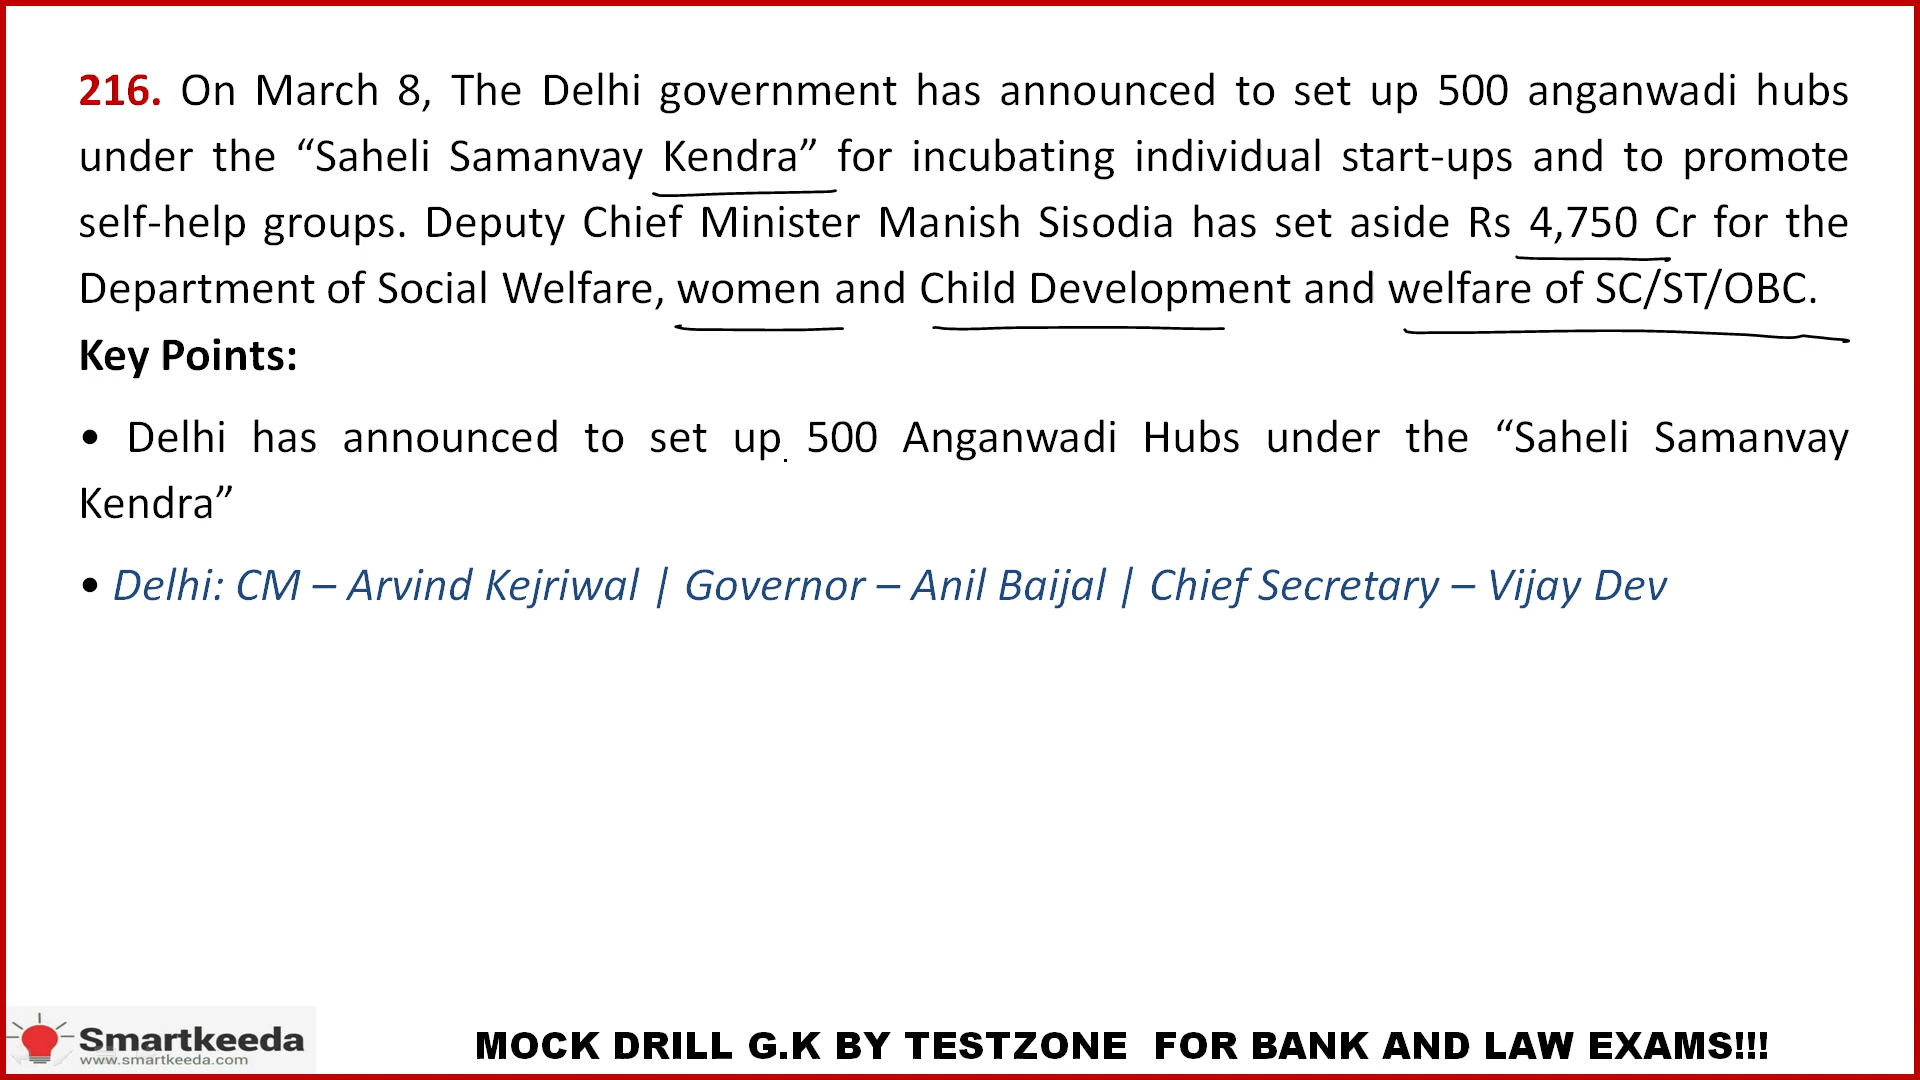 216. On March 8, The Delhi government has announced to set up 500 anganwadi hubs
under the “Saheli Samanvay Kendra” for incubating individual start-ups and to promote
self-help groups. Deputy Chief Minister Manish Sisodia has set aside Rs 4,750 Cr for the
Department of Social Welfare, women and Child Development and welfare of SC/ST/OBC.
Key Points:
• Delhi has announced to set up 500 Anganwadi Hubs under the “Saheli Samanvay
Kendra”
• Delhi: CM – Arvind Kejriwal | Governor – Anil Baijal | Chief Secretary – Vijay Dev
Smartkeeda
www.smartkeeda.com
MOCK DRILL G.K BY TESTZONE FOR BANK AND LAW EXAMS!!!